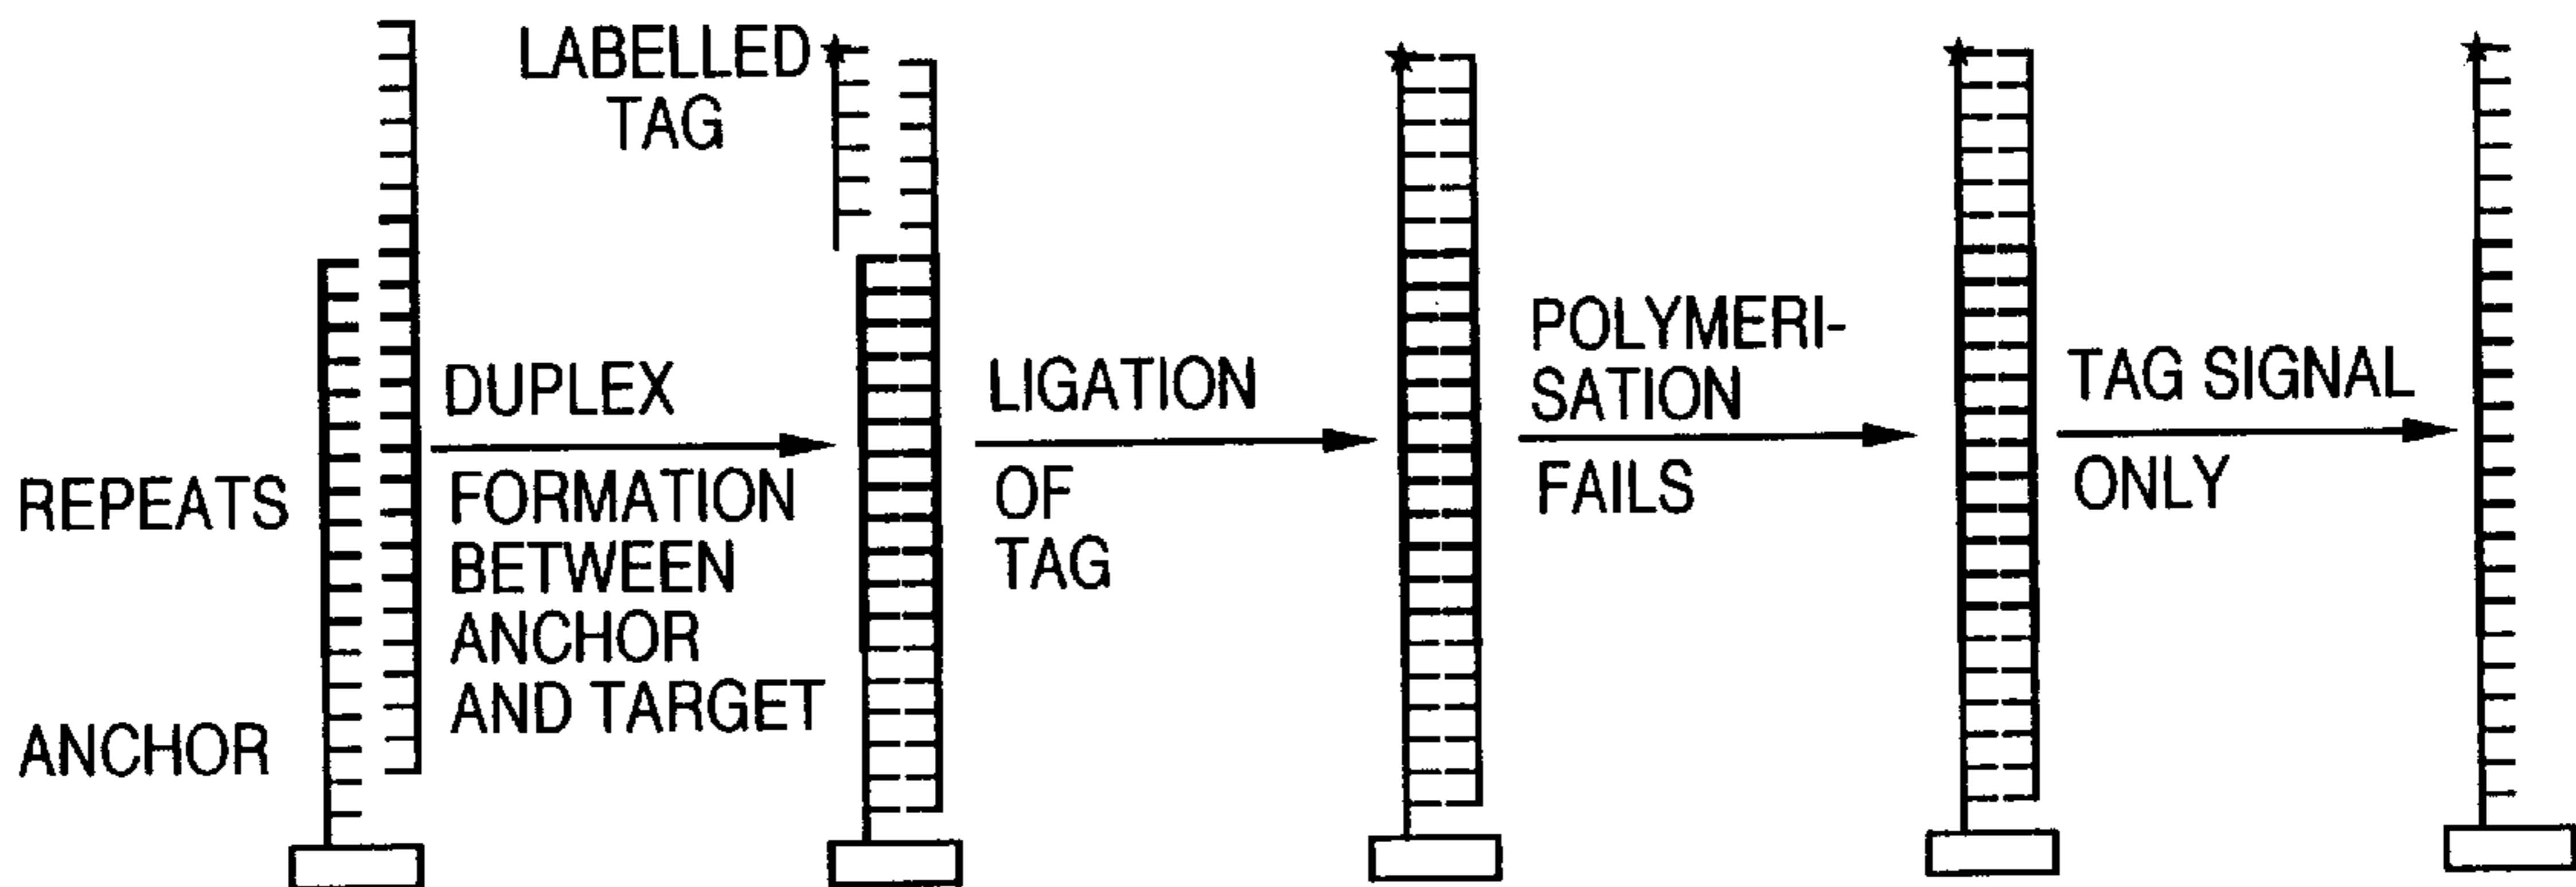 LABELLED
TAG
REPEATS
ANCHOR
DUPLEX
FORMATION
BETWEEN
ANCHOR
AND TARGET
LIGATION
OF
TAG
POLYMERI-
SATION
FAILS
TAG SIGNAL
ONLY